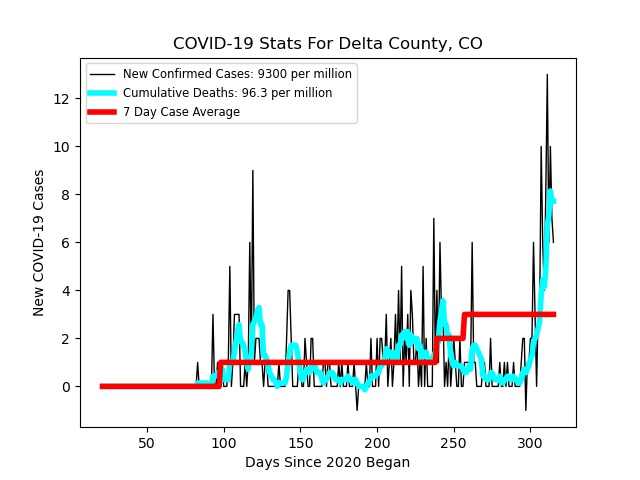 COVID-19 Stats For Delta County, CO
New Confirmed Cases: 9300 per million
Cumulative Deaths: 96.3 per million
7 Day Case Average
New COVID-19 Cases
12
10
8
6
4
2
0
50 100 150 200 250 300
Days Since 2020 Began